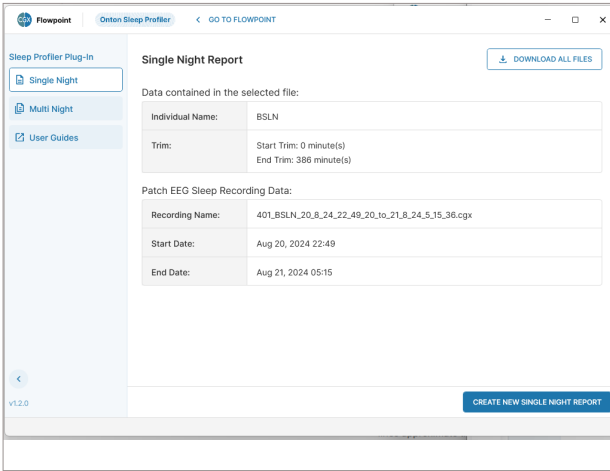 CGX Flowpoint Onton Sleep Profiler < GO TO FLOWPOINT
Sleep Profiler Plug-In
Single Night
Multi Night
User Guides
Single Night Report
DOWNLOAD ALL FILES
Data contained in the selected file:
Individual Name: BSLN
Trim: Start Trim: 0 minute(s)
End Trim: 386 minute(s)
Patch EEG Sleep Recording Data:
Recording Name: 401_BSLN_20_8_24_22_49_20_to_21_8_24_5_15_36.cgx
Start Date: Aug 20, 2024 22:49
End Date: Aug 21, 2024 05:15
v1.2.0
CREATE NEW SINGLE NIGHT REPORT